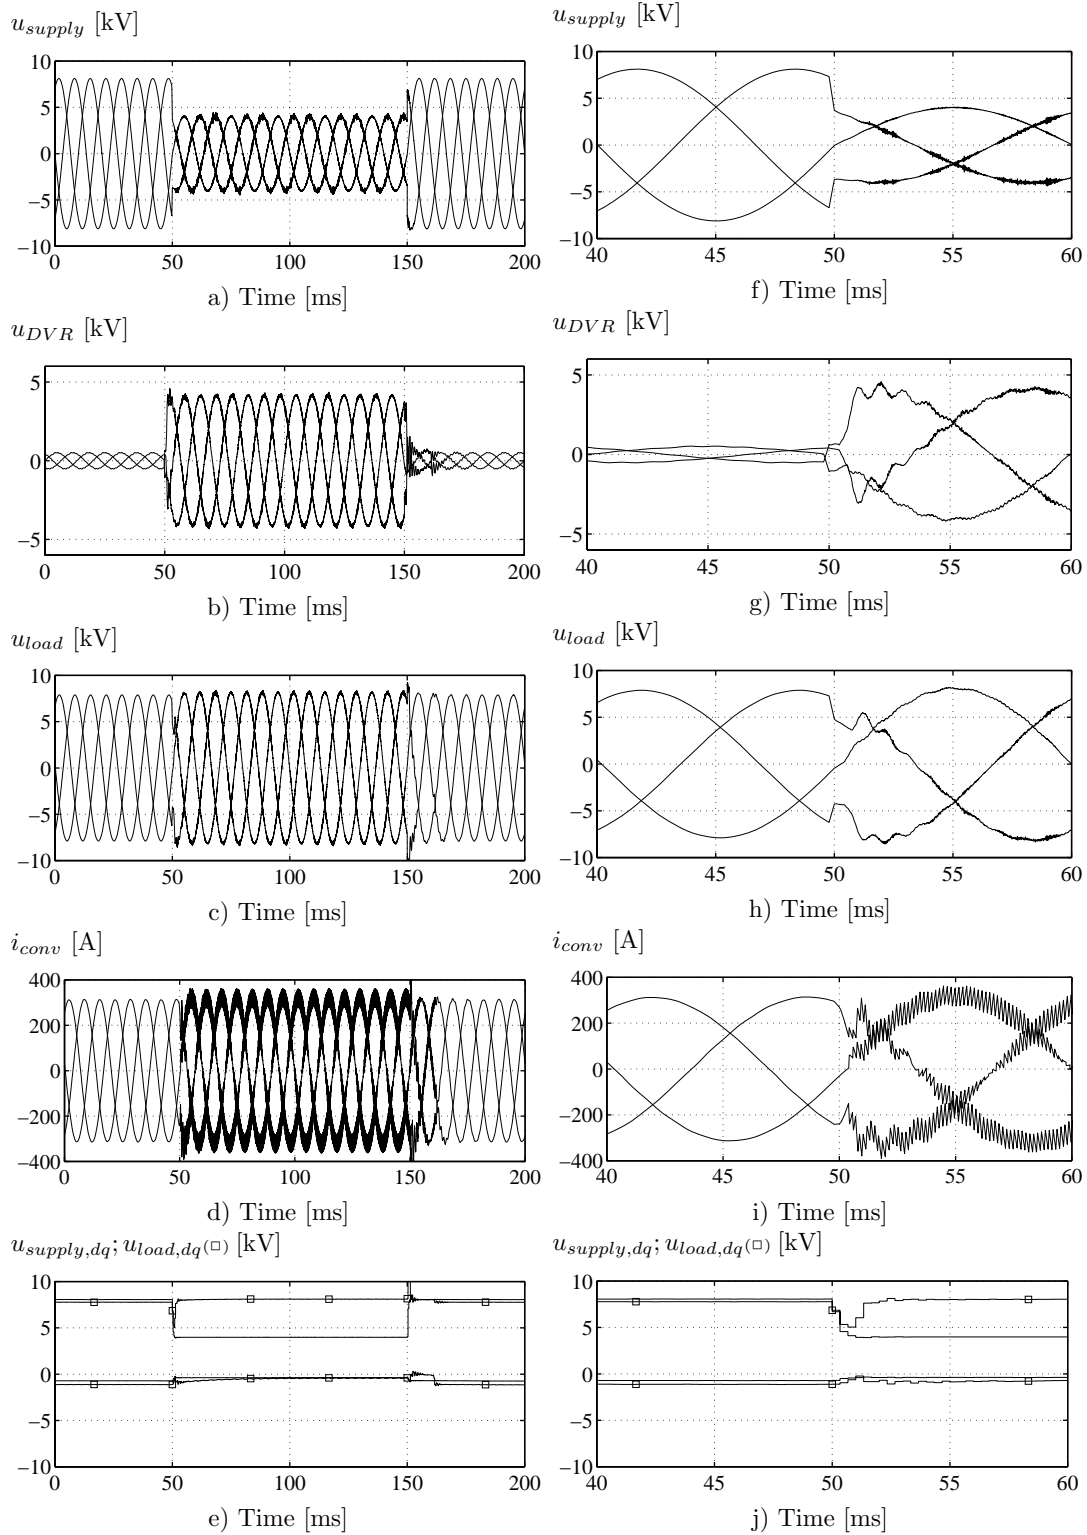 u_supply [kV]
10
5
0
−5
−10
0 50 100 150 200
a) Time [ms]
u_DVR [kV]
5
0
−5
0 50 100 150 200
b) Time [ms]
u_load [kV]
10
5
0
−5
−10
0 50 100 150 200
c) Time [ms]
i_conv [A]
400
200
0
−200
−400
0 50 100 150 200
d) Time [ms]
u_supply,dq; u_load,dq(□) [kV]
10
5
0
−5
−10
0 50 100 150 200
e) Time [ms]
u_supply [kV]
10
5
0
−5
−10
40 45 50 55 60
f) Time [ms]
u_DVR [kV]
5
0
−5
40 45 50 55 60
g) Time [ms]
u_load [kV]
10
5
0
−5
−10
40 45 50 55 60
h) Time [ms]
i_conv [A]
400
200
0
−200
−400
40 45 50 55 60
i) Time [ms]
u_supply,dq; u_load,dq(□) [kV]
10
5
0
−5
−10
40 45 50 55 60
j) Time [ms]